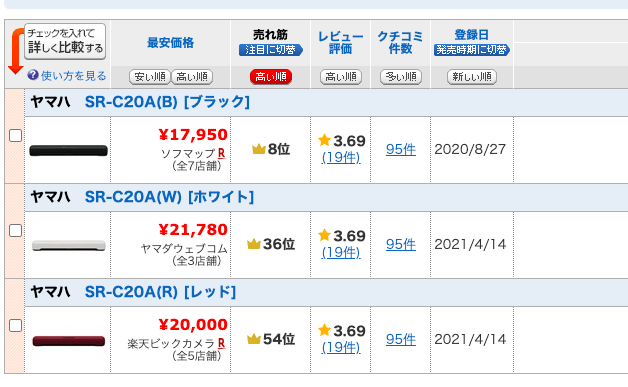 チェックを入れて
詳しく比較する
?使い方を見る
最安価格
安い順 高い順
売れ筋
注目に切替
高い順
レビュー
評価
高い順
クチコミ
件数
多い順
登録日
発売時期に切替
新しい順
ヤマハ SR-C20A(B) [ブラック]
¥17,950
ソフマップ R
(全7店舗)
8位
3.69
(19件)
95件
2020/8/27
ヤマハ SR-C20A(W) [ホワイト]
¥21,780
ヤマダウェブコム
(全3店舗)
36位
3.69
(19件)
95件
2021/4/14
ヤマハ SR-C20A(R) [レッド]
¥20,000
楽天ビックカメラ R
(全5店舗)
54位
3.69
(19件)
95件
2021/4/14